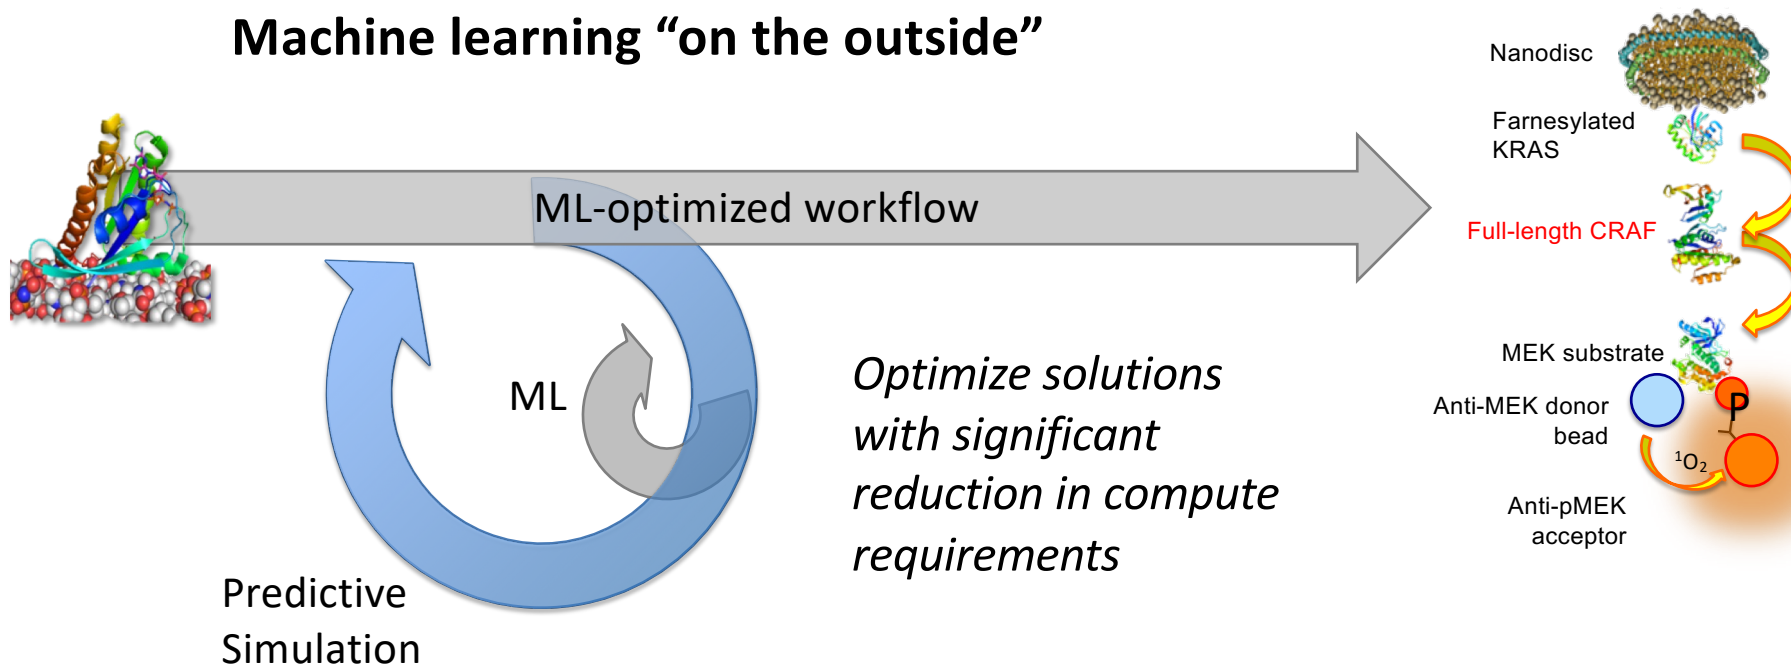 Machine learning “on the outside”
ML-optimized workflow
ML
Predictive
Simulation
Optimize solutions
with significant
reduction in compute
requirements
Nanodisc
Farnesylated
KRAS
Full-length CRAF
MEK substrate
Anti-MEK donor
bead
P
¹O₂
Anti-pMEK
acceptor